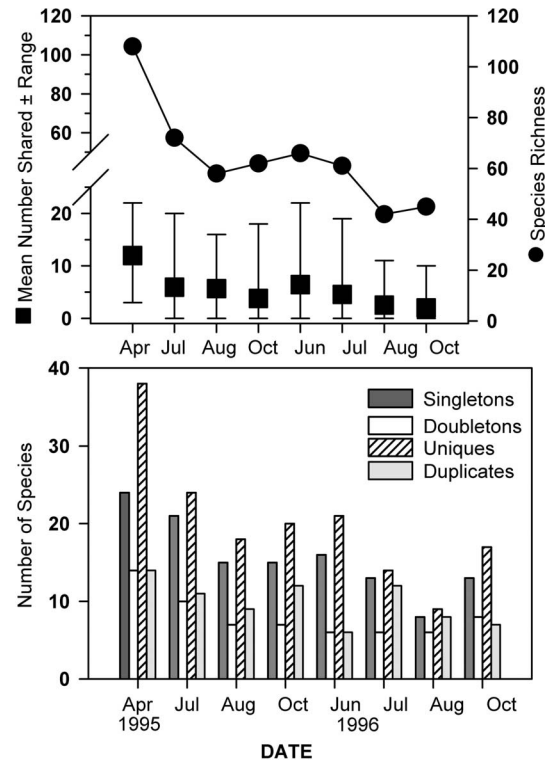 Mean Number Shared ± Range
120
100
80
60
20
10
0
120
100
80
60
40
20
0
Species Richness
Apr Jul Aug Oct Jun Jul Aug Oct
Number of Species
40
30
20
10
0
Singletons
Doubletons
Uniques
Duplicates
Apr Jul Aug Oct Jun Jul Aug Oct
1995 1996
DATE